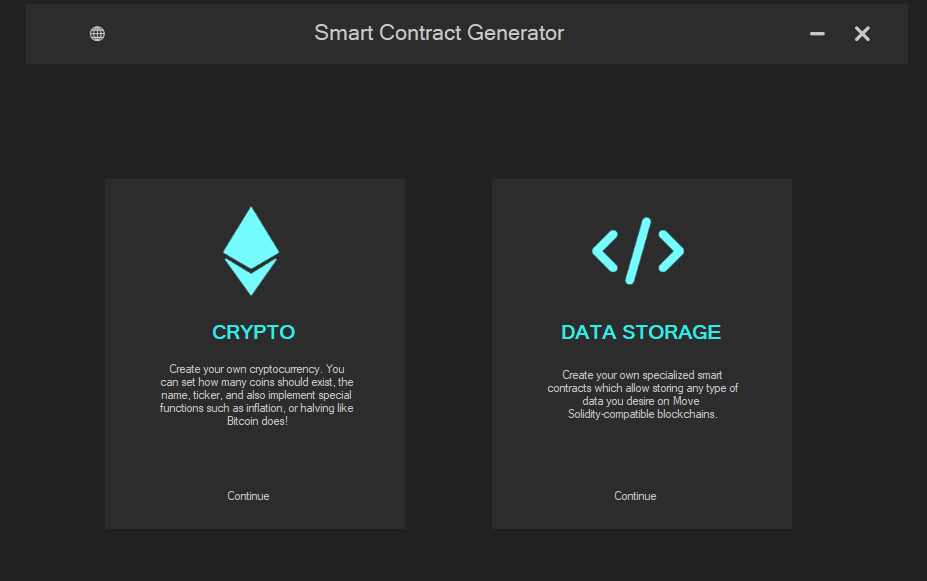 Smart Contract Generator
CRYPTO
Create your own cryptocurrency. You
can set how many coins should exist, the
name, ticker, and also implement special
functions such as inflation, or halving like
Bitcoin does!
Continue
DATA STORAGE
Create your own specialized smart
contracts which allow storing any type of
data you desire on Move
Solidity-compatible blockchains.
Continue